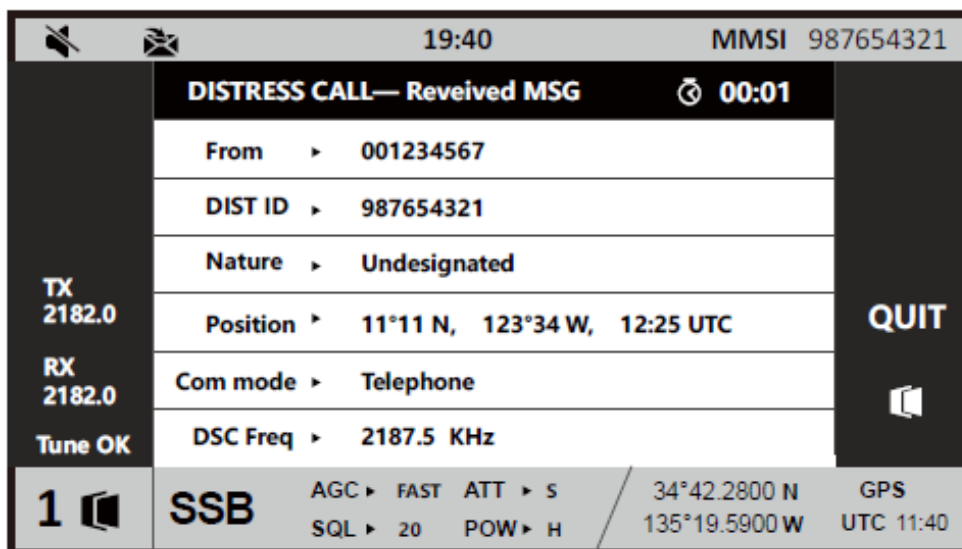 19:40 MMSI 987654321
DISTRESS CALL— Reveived MSG 00:01
From ▸ 001234567
DIST ID ▸ 987654321
Nature ▸ Undesignated
Position ▸ 11°11 N, 123°34 W, 12:25 UTC
Com mode ▸ Telephone
DSC Freq ▸ 2187.5 KHz
TX
2182.0
RX
2182.0
Tune OK
QUIT
1 SSB
AGC ▸ FAST ATT ▸ S
SQL ▸ 20 POW ▸ H
34°42.2800 N
135°19.5900 W
GPS
UTC 11:40